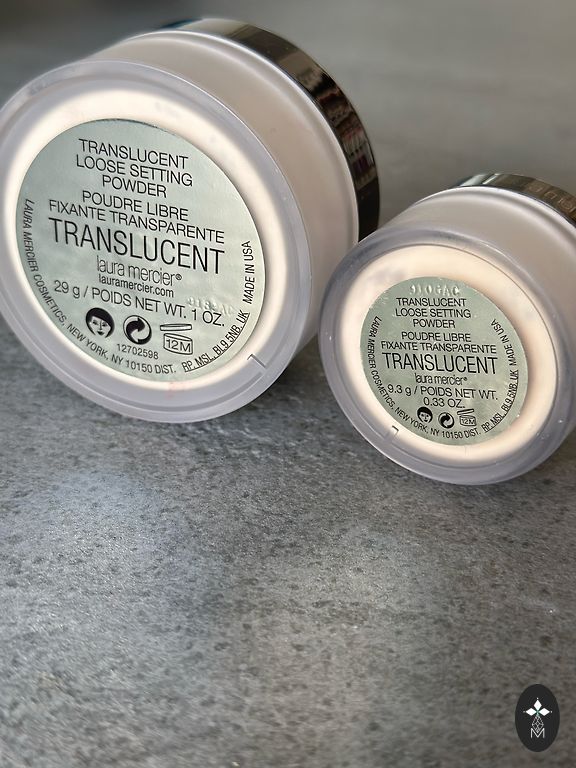 TRANSLUCENT
LOOSE SETTING
POWDER
POUDRE LIBRE
FIXANTE TRANSPARENTE
TRANSLUCENT
laura mercier®
lauramercier.com
29 g / POIDS NET WT. 1 OZ.
12M
12702598
LAURA MERCIER COSMETICS, NEW YORK, NY 10150 DIST. RP.MSL. BL9 5NB. UK MADE IN USA
TRANSLUCENT
LOOSE SETTING
POWDER
POUDRE LIBRE
FIXANTE TRANSPARENTE
TRANSLUCENT
laura mercier®
9.3 g / POIDS NET WT.
0.33 OZ.
12M
LAURA MERCIER COSMETICS, NEW YORK, NY 10150 DIST. RP.MSL. BL9 5NB. UK MADE IN USA
M